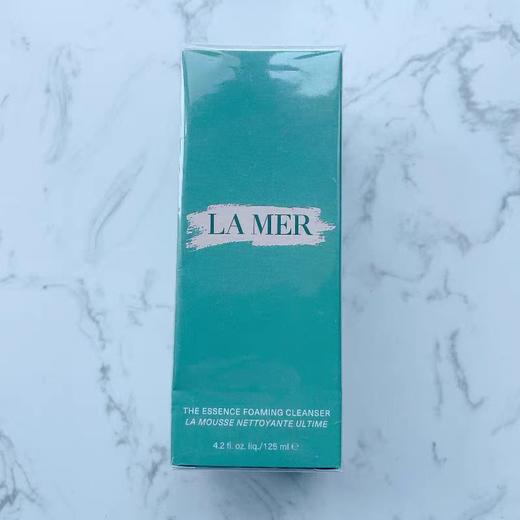 LA MER
THE ESSENCE FOAMING CLEANSER
LA MOUSSE NETTOYANTE ULTIME
4.2 fl. oz. liq./125 ml ℮